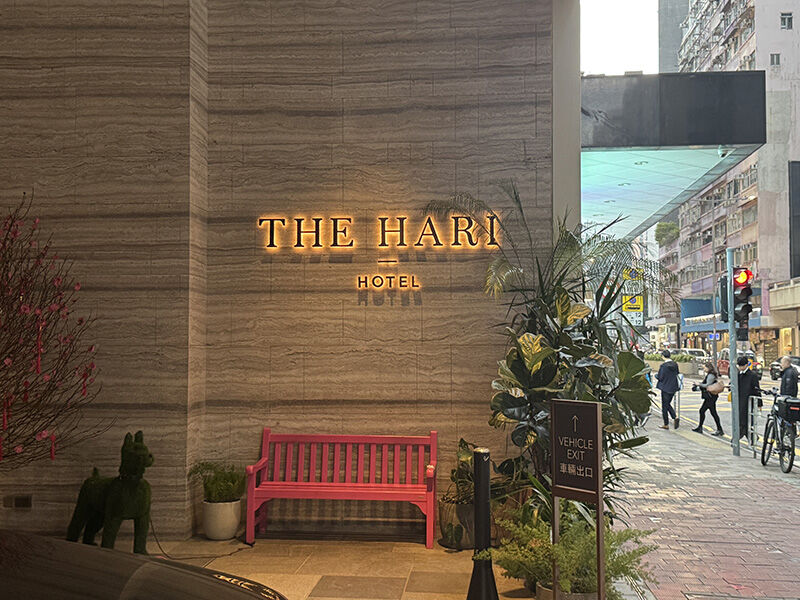 THE HARI
HOTEL
↑
VEHICLE
EXIT
車輛出口